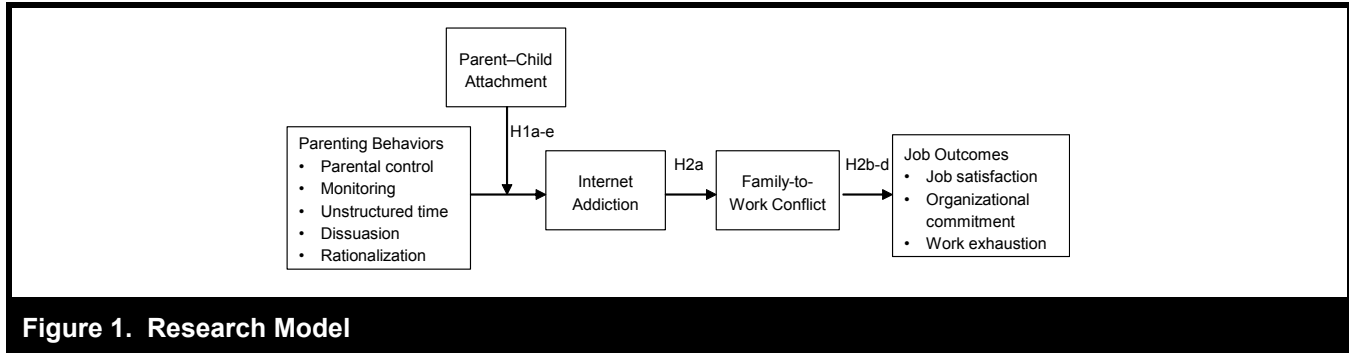 Parent–Child
Attachment
H1a-e
Parenting Behaviors
• Parental control
• Monitoring
• Unstructured time
• Dissuasion
• Rationalization
Internet
Addiction
H2a
Family-to-
Work Conflict
H2b-d
Job Outcomes
• Job satisfaction
• Organizational
commitment
• Work exhaustion
Figure 1. Research Model